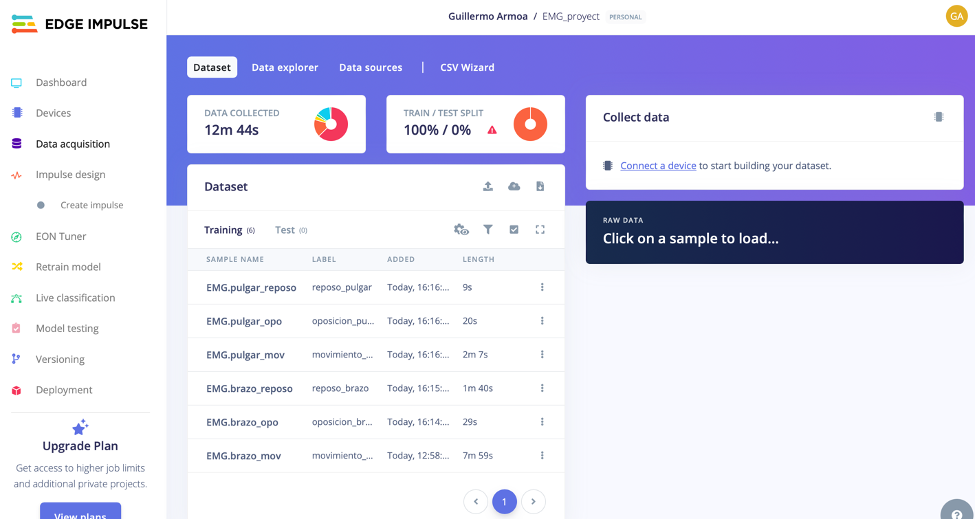 EDGE IMPULSE
Guillermo Armoa / EMG_proyect PERSONAL
GA
Dashboard
Devices
Data acquisition
Impulse design
Create impulse
EON Tuner
Retrain model
Live classification
Model testing
Versioning
Deployment
Upgrade Plan
Get access to higher job limits
and additional private projects.
View plans
Dataset Data explorer Data sources | CSV Wizard
DATA COLLECTED
12m 44s
TRAIN / TEST SPLIT
100% / 0%
Dataset
Training (6) Test (0)
SAMPLE NAME LABEL ADDED LENGTH
EMG.pulgar_reposo reposo_pulgar Today, 16:16:... 9s
EMG.pulgar_opo oposicion_pu... Today, 16:16:... 20s
EMG.pulgar_mov movimiento_... Today, 16:16:... 2m 7s
EMG.brazo_reposo reposo_brazo Today, 16:15:... 1m 40s
EMG.brazo_opo oposicion_br... Today, 16:14:... 29s
EMG.brazo_mov movimiento_... Today, 12:58:... 7m 59s
< 1 >
Collect data
Connect a device to start building your dataset.
RAW DATA
Click on a sample to load...
?